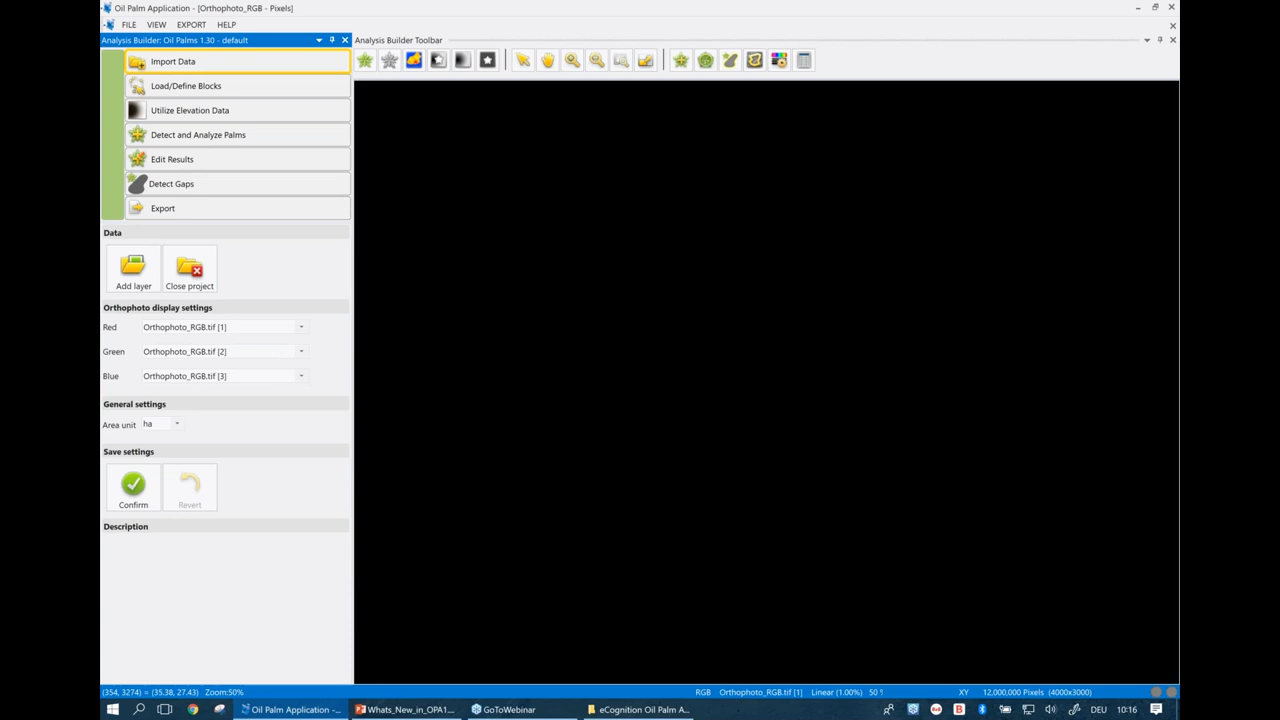 Oil Palm Application - [Orthophoto_RGB - Pixels]
FILE VIEW EXPORT HELP
Analysis Builder: Oil Palms 1.30 - default
Analysis Builder Toolbar
Import Data
Load/Define Blocks
Utilize Elevation Data
Detect and Analyze Palms
Edit Results
Detect Gaps
Export
Data
Add layer Close project
Orthophoto display settings
Red Orthophoto_RGB.tif [1]
Green Orthophoto_RGB.tif [2]
Blue Orthophoto_RGB.tif [3]
General settings
Area unit ha
Save settings
Confirm Revert
Description
(354, 3274) = (35.38, 27.43) Zoom:50% RGB Orthophoto_RGB.tif [1] Linear (1.00%) 50 XY 12,000,000 Pixels (4000x3000)
Oil Palm Application -... Whats_New_in_OPA1... GoToWebinar eCognition Oil Palm A... DEU 10:16